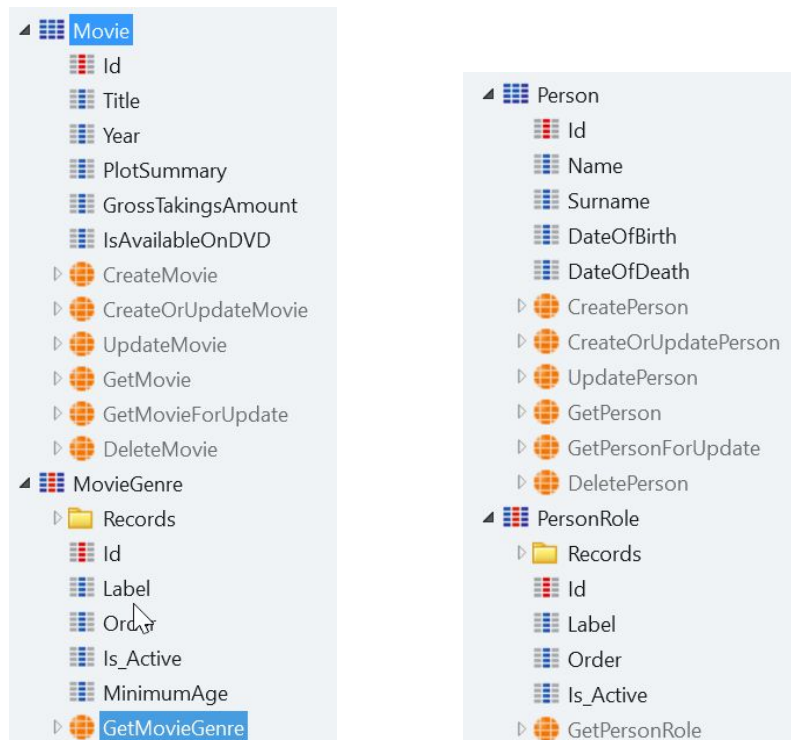 Movie
Id
Title
Year
PlotSummary
GrossTakingsAmount
IsAvailableOnDVD
CreateMovie
CreateOrUpdateMovie
UpdateMovie
GetMovie
GetMovieForUpdate
DeleteMovie
MovieGenre
Records
Id
Label
Order
Is_Active
MinimumAge
GetMovieGenre
Person
Id
Name
Surname
DateOfBirth
DateOfDeath
CreatePerson
CreateOrUpdatePerson
UpdatePerson
GetPerson
GetPersonForUpdate
DeletePerson
PersonRole
Records
Id
Label
Order
Is_Active
GetPersonRole